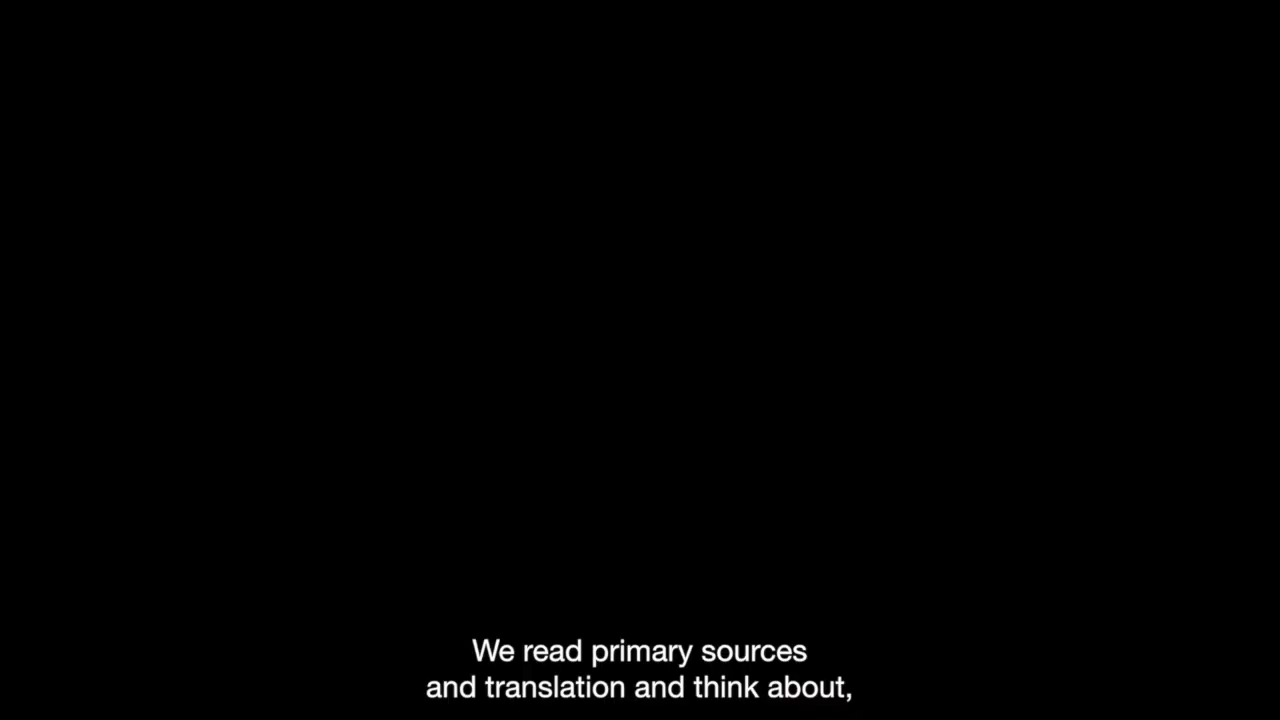 We read primary sources
and translation and think about,